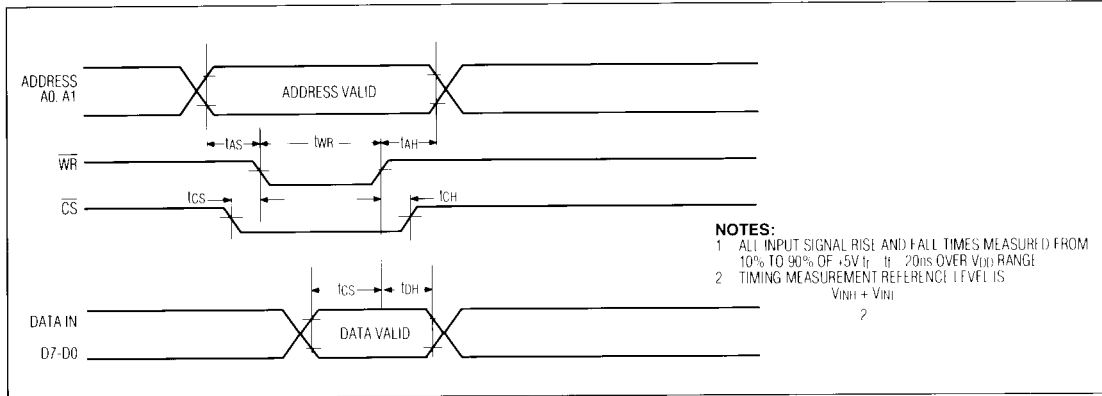 ADDRESS
A0, A1
ADDRESS VALID
tAS
tWR
tAH
WR
tCS
tCH
CS
NOTES:
1 ALL INPUT SIGNAL RISE AND FALL TIMES MEASURED FROM
10% TO 90% OF +5V tr tf 20ns OVER VDD RANGE
2 TIMING MEASUREMENT REFERENCE LEVEL IS
VINH + VINL
2
tCS
tDH
DATA IN
DATA VALID
D7-D0